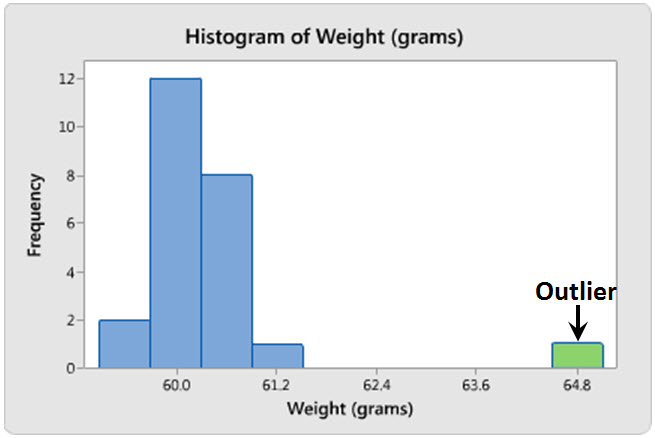 Histogram of Weight (grams)
12
10
8
6
4
2
0
Frequency
Outlier
60.0 61.2 62.4 63.6 64.8
Weight (grams)